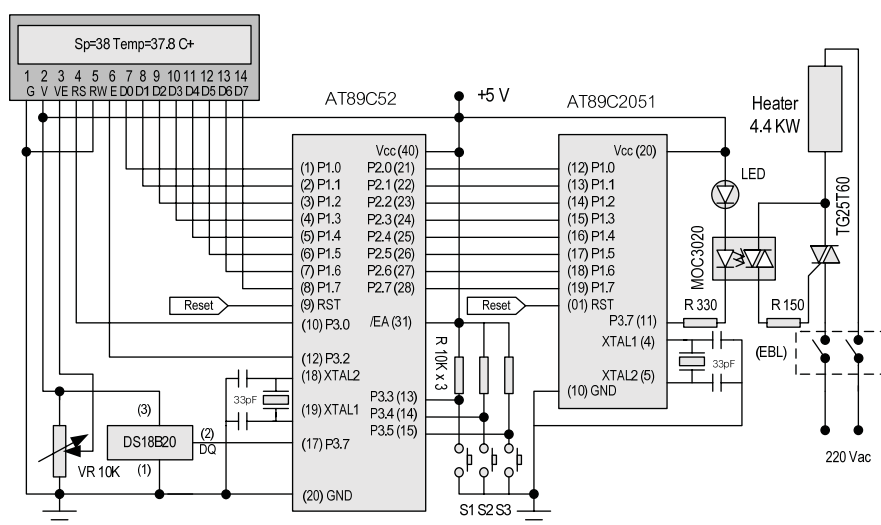 Sp=38 Temp=37.8 C+
1 2 3 4 5 6 7 8 9 10 11 12 13 14
G V VE RS RW E D0 D1 D2 D3 D4 D5 D6 D7
AT89C52
+5 V
AT89C2051
Heater
4.4 KW
Vcc (40)
(1) P1.0
(2) P1.1
(3) P1.2
(4) P1.3
(5) P1.4
(6) P1.5
(7) P1.6
(8) P1.7
(9) RST
(10) P3.0
(12) P3.2
(18) XTAL2
(19) XTAL1
(17) P3.7
(20) GND
P2.0 (21)
P2.1 (22)
P2.2 (23)
P2.3 (24)
P2.4 (25)
P2.5 (26)
P2.6 (27)
P2.7 (28)
/EA (31)
P3.3 (13)
P3.4 (14)
P3.5 (15)
Reset
33pF
R 10K x 3
S1 S2 S3
Vcc (20)
(12) P1.0
(13) P1.1
(14) P1.2
(15) P1.3
(16) P1.4
(17) P1.5
(18) P1.6
(19) P1.7
(01) RST
P3.7 (11)
XTAL1 (4)
XTAL2 (5)
(10) GND
Reset
33pF
LED
MOC3020
TG25T60
R 330
R 150
(EBL)
220 Vac
(3)
DS18B20
(2)
DQ
(1)
VR 10K